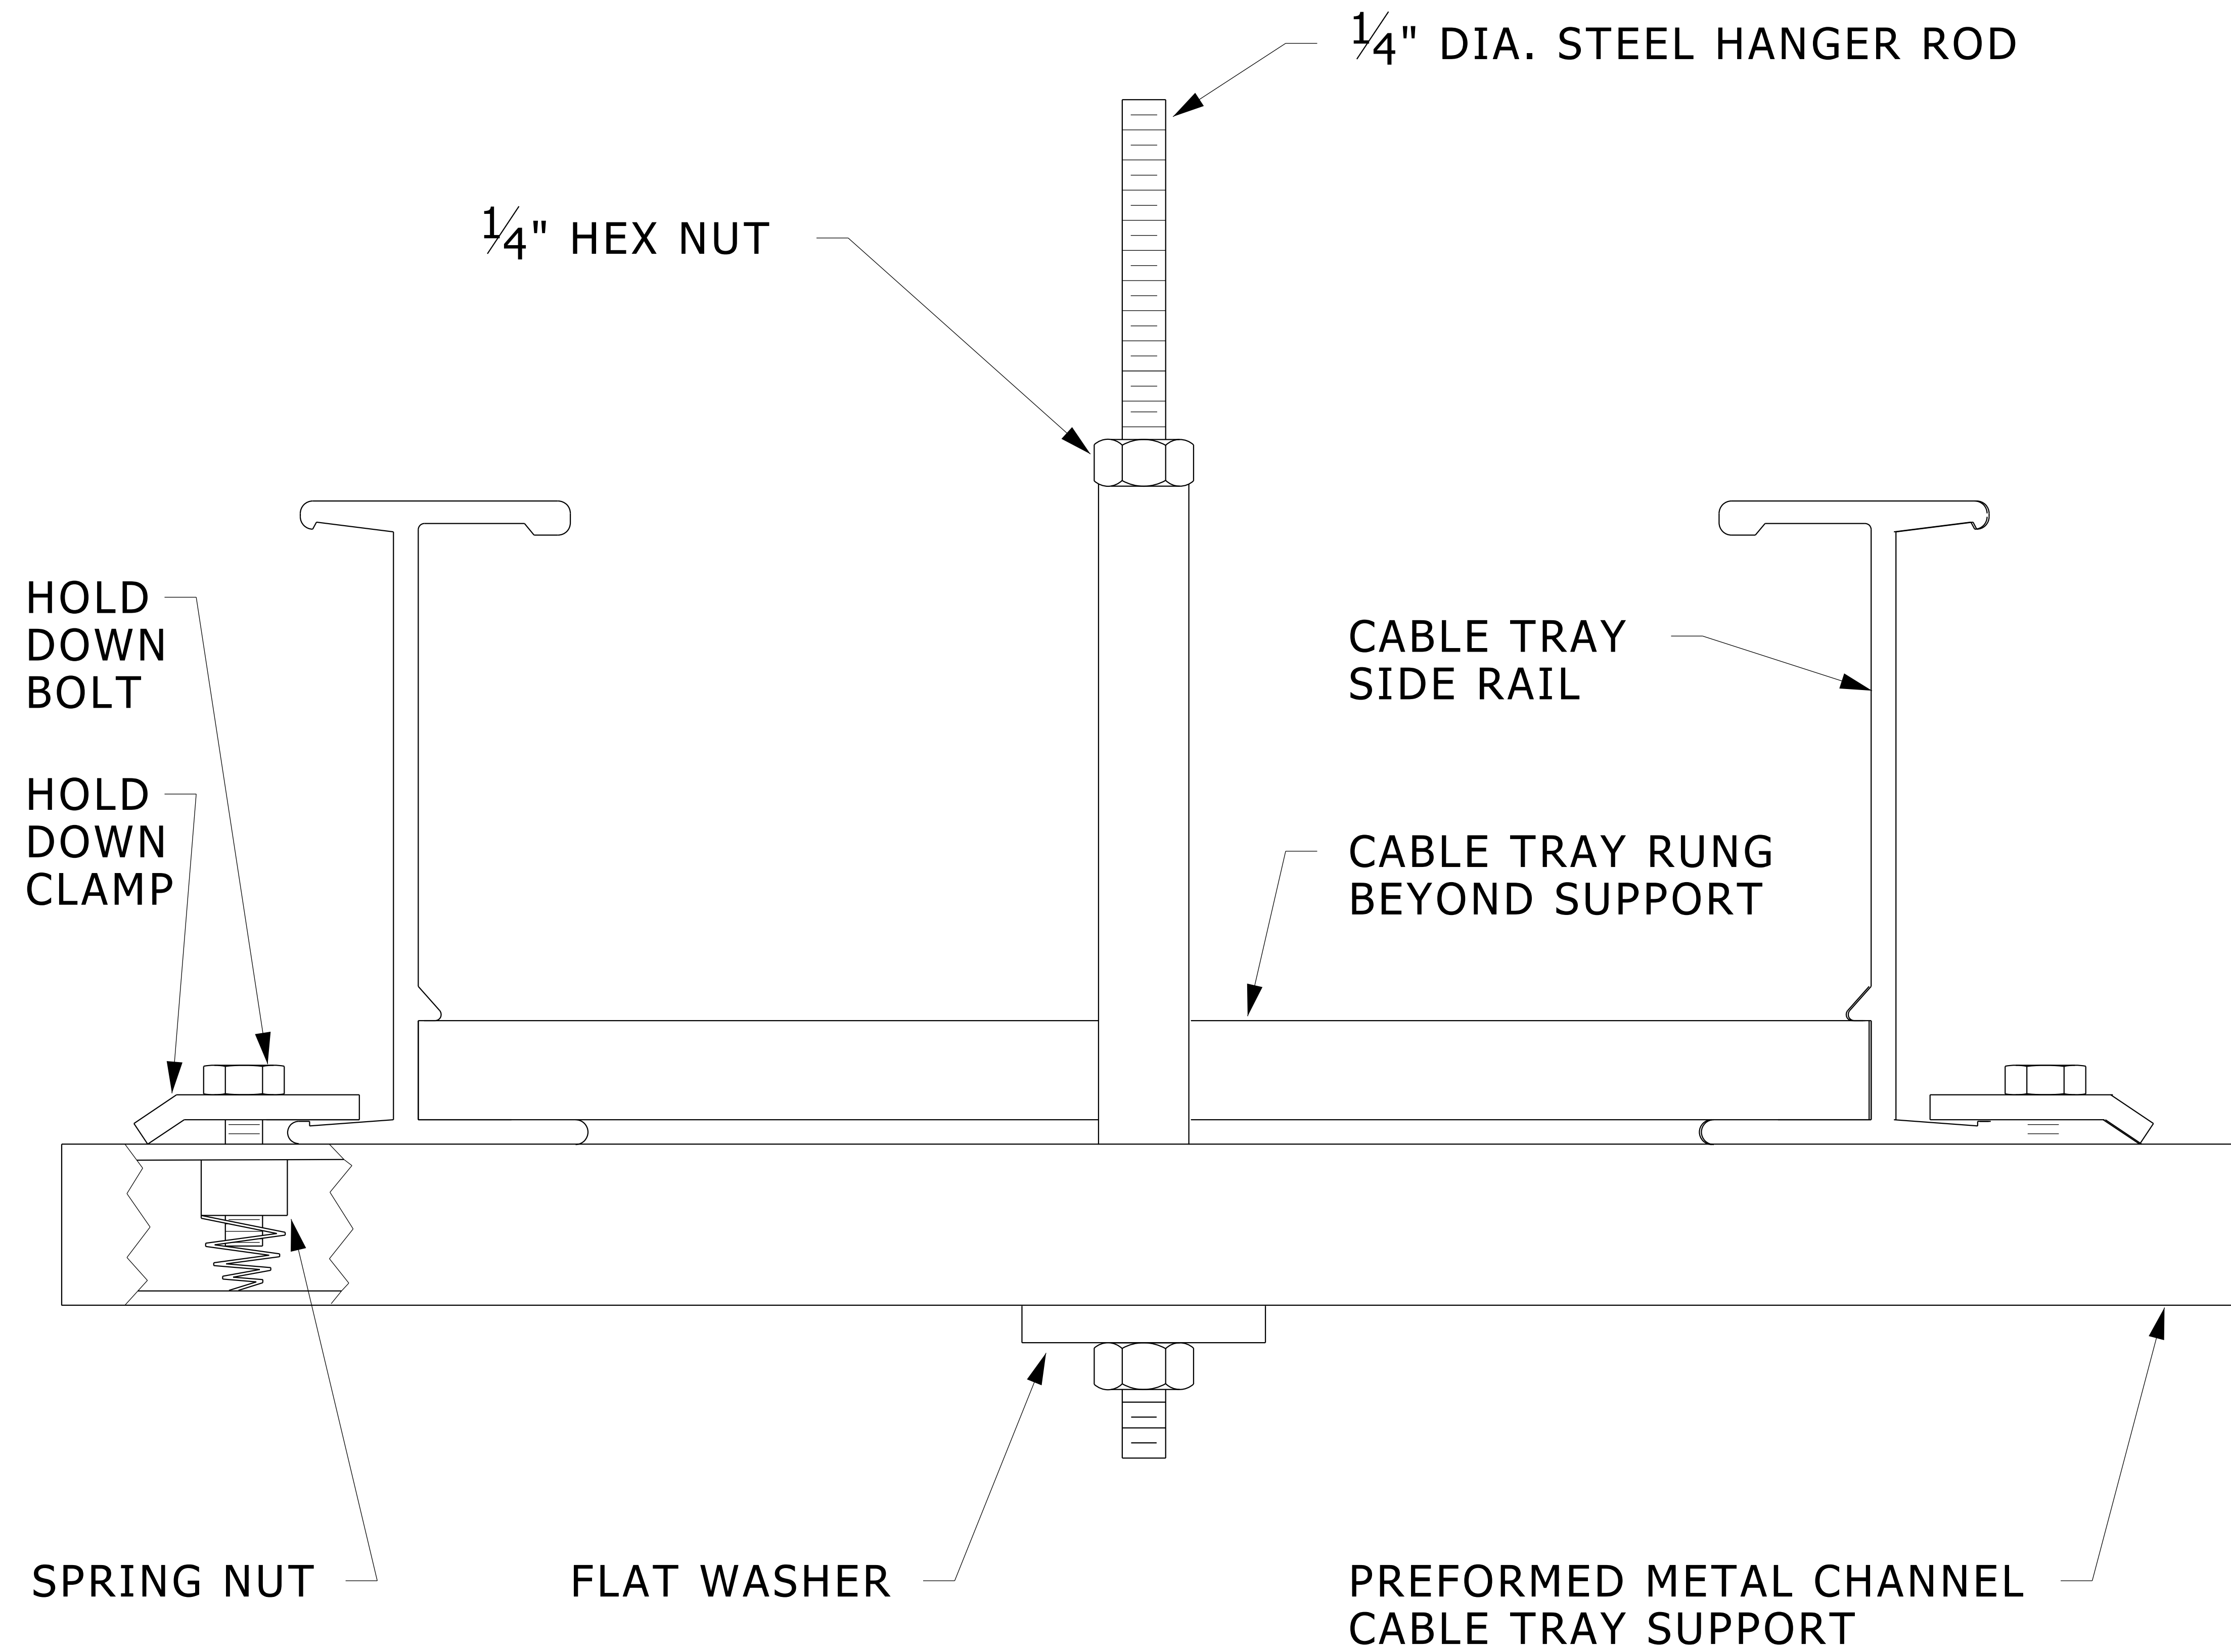 ¼" DIA. STEEL HANGER ROD
¼" HEX NUT
HOLD
DOWN
BOLT
CABLE TRAY
SIDE RAIL
HOLD
DOWN
CLAMP
CABLE TRAY RUNG
BEYOND SUPPORT
SPRING NUT
FLAT WASHER
PREFORMED METAL CHANNEL
CABLE TRAY SUPPORT